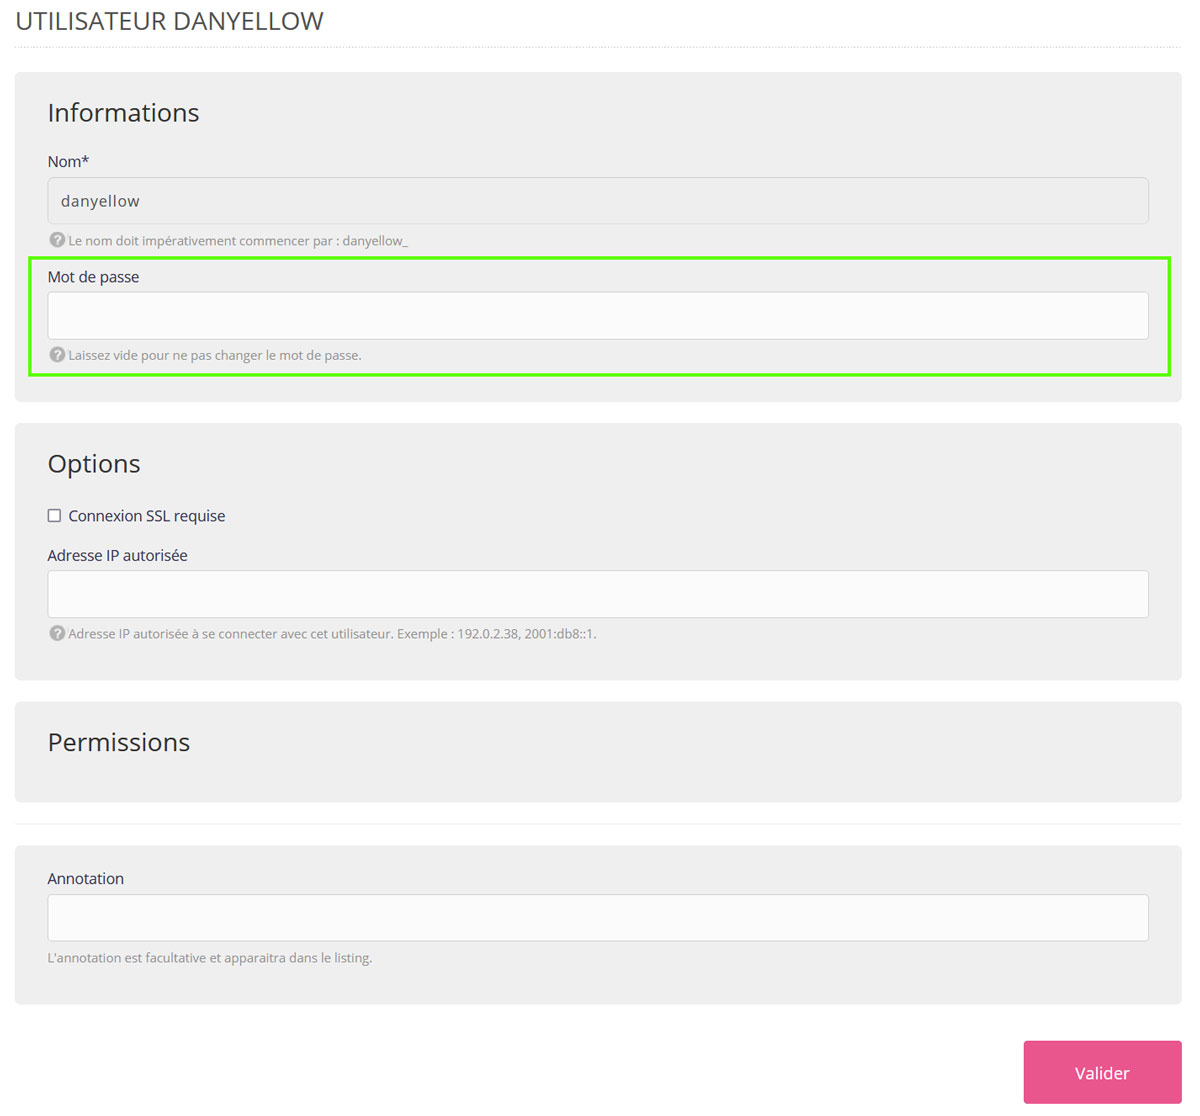 UTILISATEUR DANYELLOW
Informations
Nom*
danyellow
Le nom doit impérativement commencer par : danyellow_
Mot de passe
Laissez vide pour ne pas changer le mot de passe.
Options
Connexion SSL requise
Adresse IP autorisée
Adresse IP autorisée à se connecter avec cet utilisateur. Exemple : 192.0.2.38, 2001:db8::1.
Permissions
Annotation
L'annotation est facultative et apparaitra dans le listing.
Valider